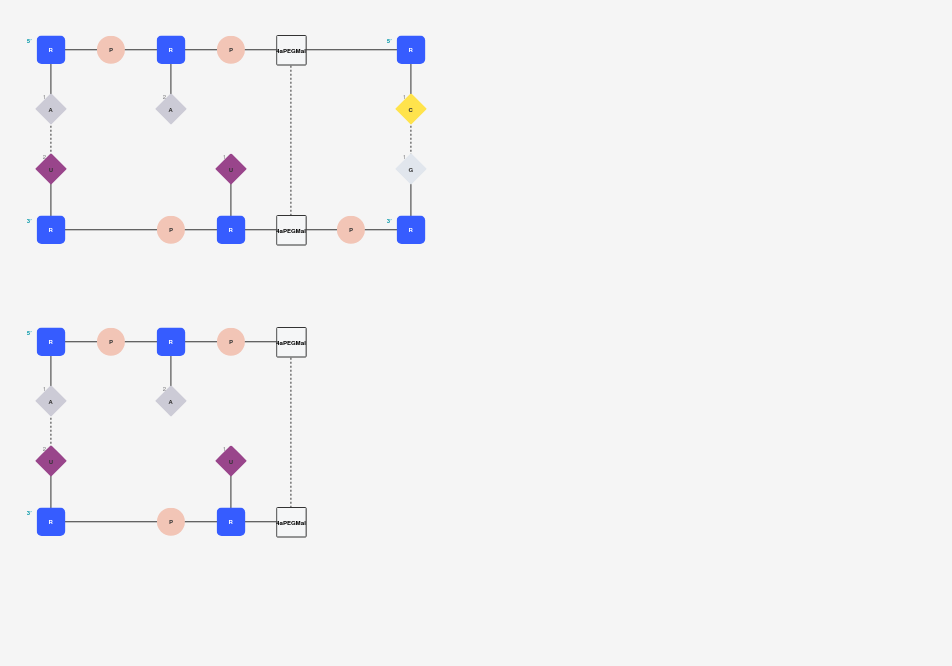 5' R P R P 4aPEGMal 5' R
1 A 2 A 1 C
2 U 1 U 1 G
3' R P R 4aPEGMal P 3' R
5' R P R P 4aPEGMal
1 A 2 A
2 U 1 U
3' R P R 4aPEGMal